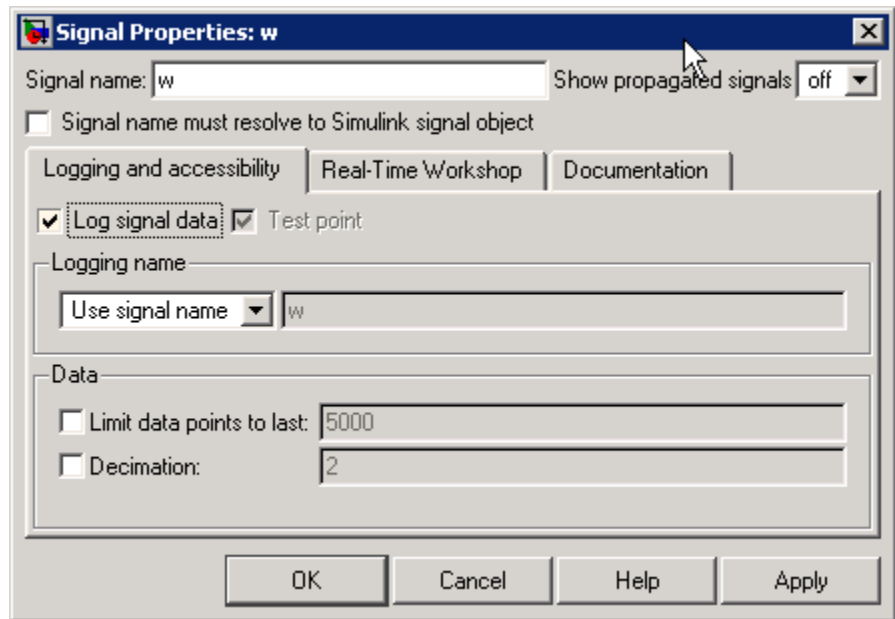 Signal Properties: w
Signal name: w Show propagated signals off
Signal name must resolve to Simulink signal object
Logging and accessibility Real-Time Workshop Documentation
Log signal data Test point
Logging name
Use signal name w
Data
Limit data points to last: 5000
Decimation: 2
OK Cancel Help Apply